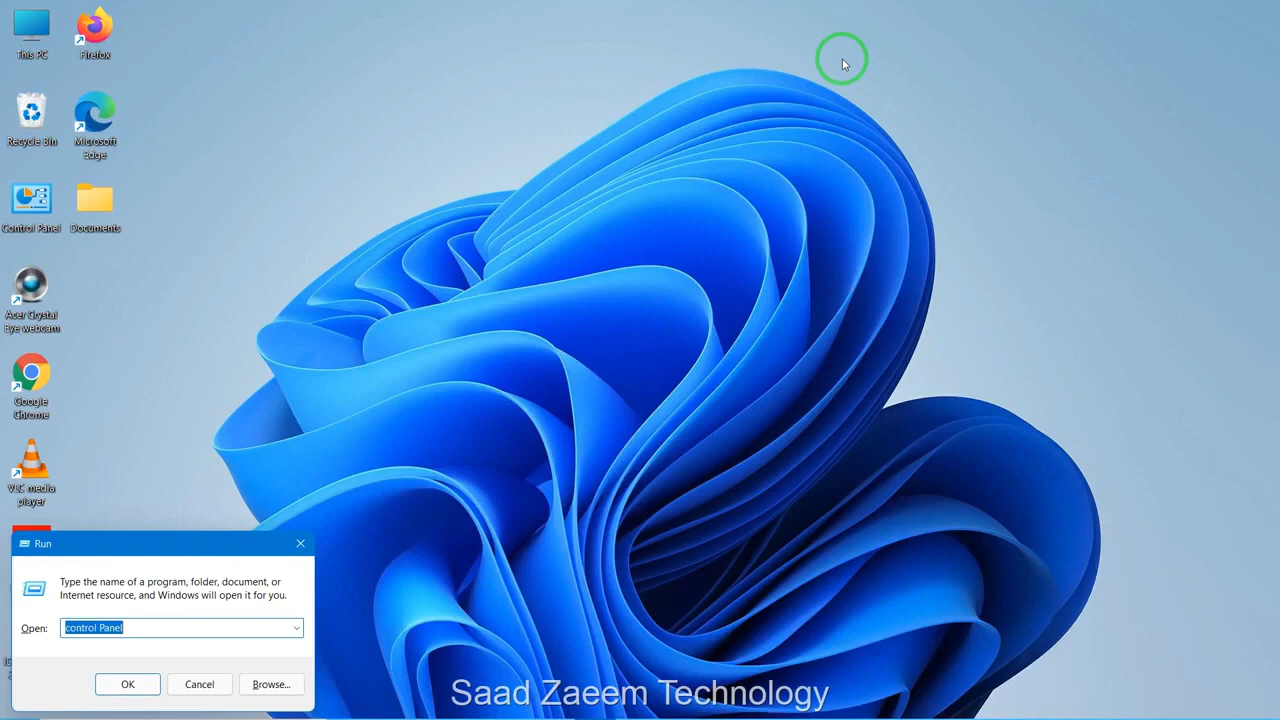 This PC
Firefox
Recycle Bin
Microsoft
Edge
Control Panel
Documents
Acer Crystal
Eye webcam
Google
Chrome
VLC media
player
Run
Type the name of a program, folder, document, or
Internet resource, and Windows will open it for you.
Open:
control Panel
OK
Cancel
Browse...
Saad Zaeem Technology